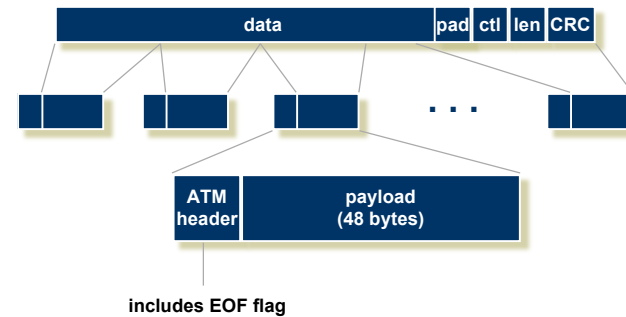 data pad ctl len CRC
. . .
ATM header
payload (48 bytes)
includes EOF flag